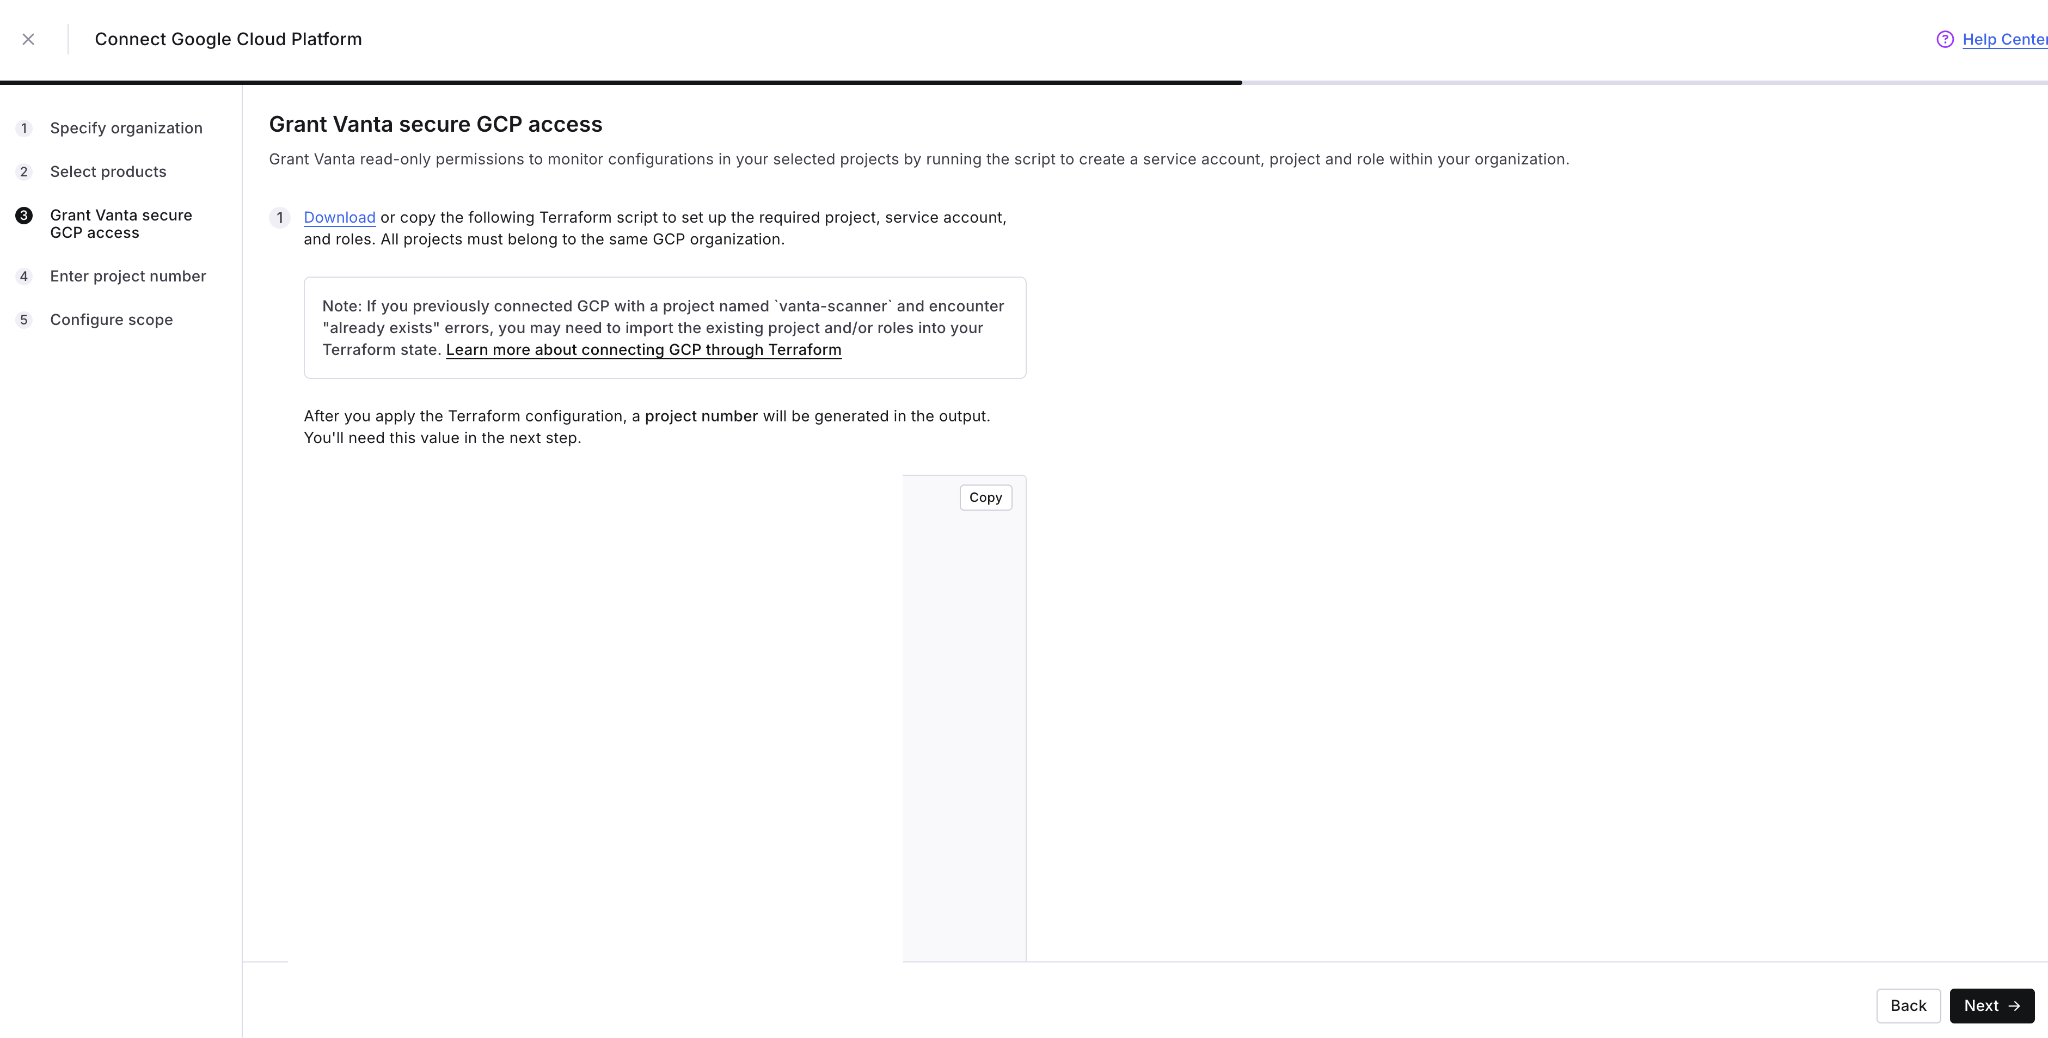 Connect Google Cloud Platform
Help Center
1 Specify organization
2 Select products
3 Grant Vanta secure
GCP access
4 Enter project number
5 Configure scope
Grant Vanta secure GCP access
Grant Vanta read-only permissions to monitor configurations in your selected projects by running the script to create a service account, project and role within your organization.
1 Download or copy the following Terraform script to set up the required project, service account,
and roles. All projects must belong to the same GCP organization.
Note: If you previously connected GCP with a project named `vanta-scanner` and encounter
"already exists" errors, you may need to import the existing project and/or roles into your
Terraform state. Learn more about connecting GCP through Terraform
After you apply the Terraform configuration, a project number will be generated in the output.
You'll need this value in the next step.
Copy
Back
Next →